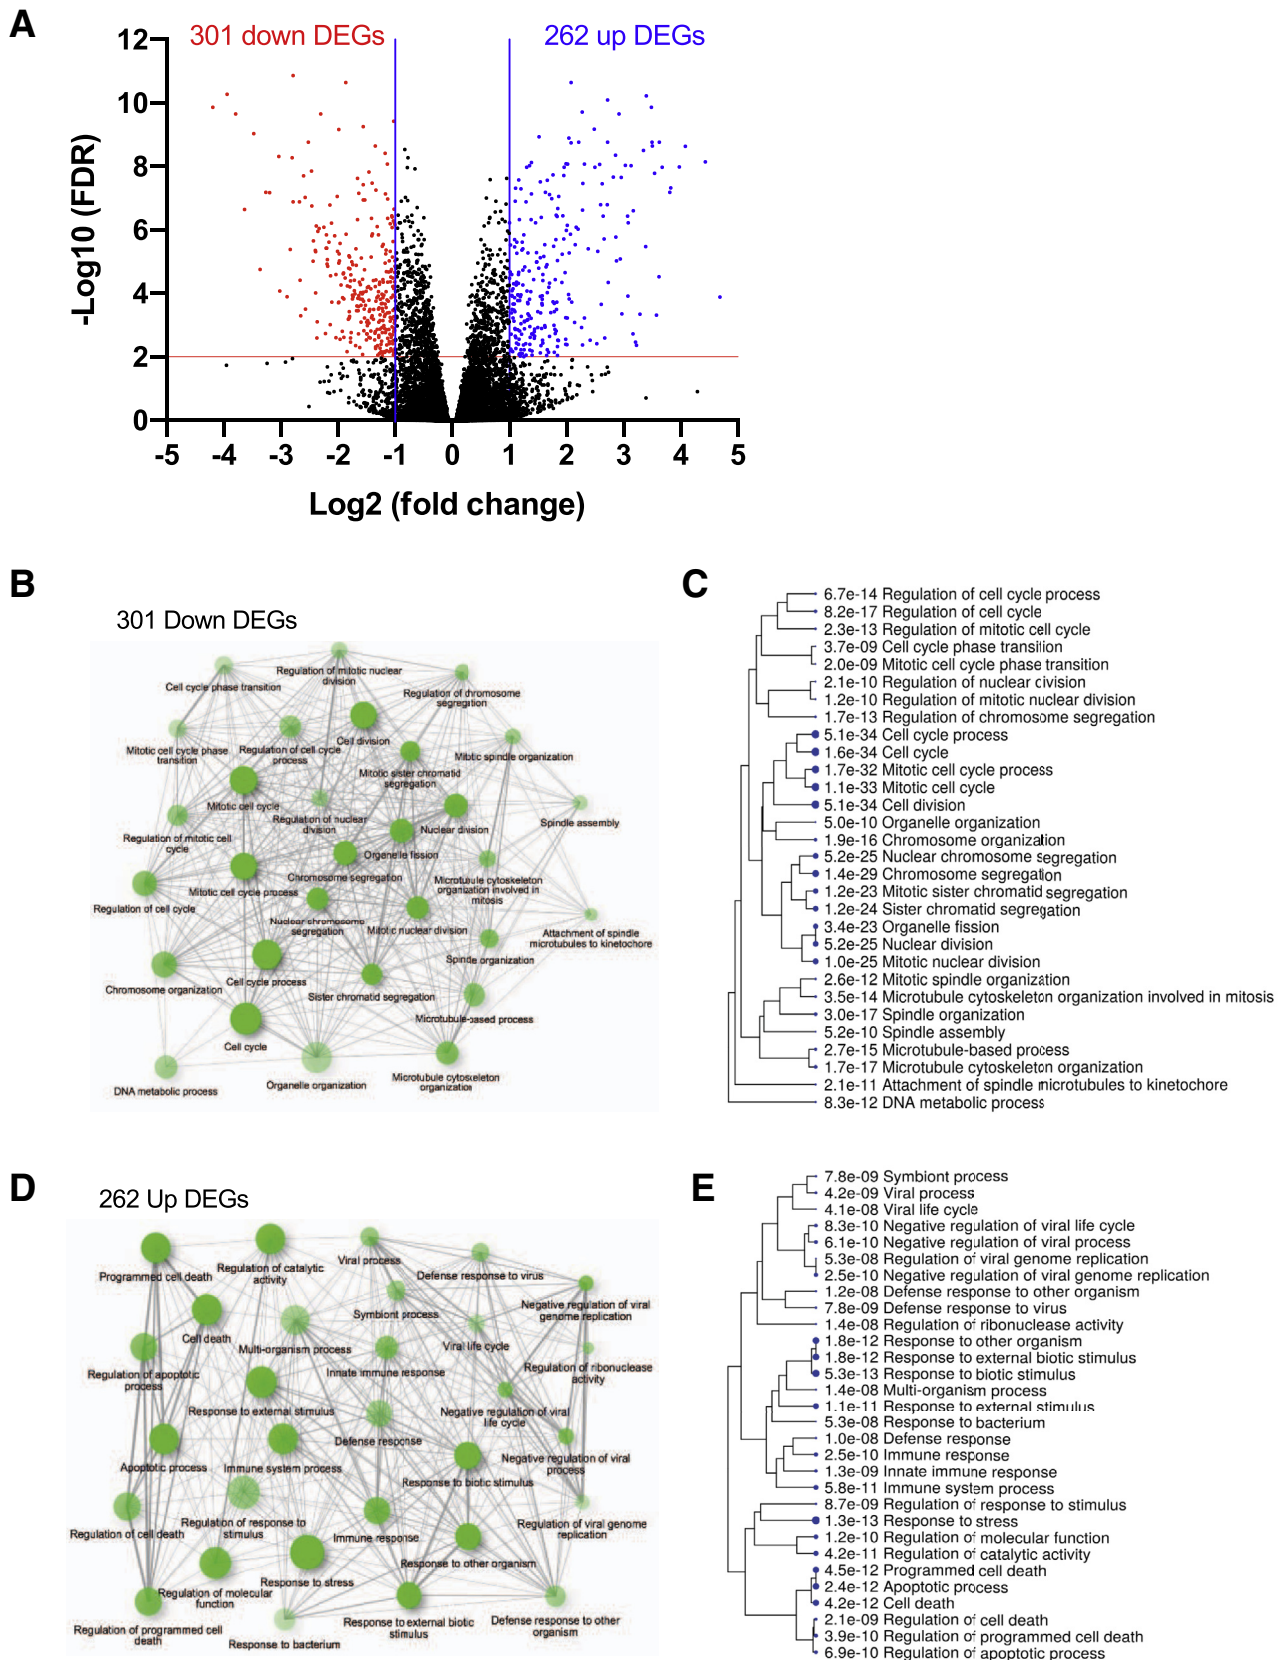 A
301 down DEGs
262 up DEGs
12
10
8
6
4
2
0
-Log10 (FDR)
-5 -4 -3 -2 -1 0 1 2 3 4 5
Log2 (fold change)
B
301 Down DEGs
Cell cycle phase transition
Regulation of mitotic nuclear
division
Regulation of chromosome
segregation
Mitotic cell cycle phase
transition
Regulation of cell cycle
process
Cell division
Mitotic sister chromatid
segregation
Mitotic spindle organization
Mitotic cell cycle
Regulation of nuclear
division
Nuclear division
Spindle assembly
Regulation of mitotic cell
cycle
Organelle fission
Chromosome segregation
Microtubule cytoskeleton
organization involved in
mitosis
Mitotic cell cycle process
Regulation of cell cycle
Nuclear chromosome
segregation
Mitotic nuclear division
Attachment of spindle
microtubules to kinetochore
Spindle organization
Chromosome organization
Cell cycle process
Sister chromatid segregation
Microtubule-based process
Cell cycle
DNA metabolic process
Organelle organization
Microtubule cytoskeleton
organization
C
6.7e-14 Regulation of cell cycle process
8.2e-17 Regulation of cell cycle
2.3e-13 Regulation of mitotic cell cycle
3.7e-09 Cell cycle phase transition
2.0e-09 Mitotic cell cycle phase transition
2.1e-10 Regulation of nuclear division
1.2e-10 Regulation of mitotic nuclear division
1.7e-13 Regulation of chromosome segregation
5.1e-34 Cell cycle process
1.6e-34 Cell cycle
1.7e-32 Mitotic cell cycle process
1.1e-33 Mitotic cell cycle
5.1e-34 Cell division
5.0e-10 Organelle organization
1.9e-16 Chromosome organization
5.2e-25 Nuclear chromosome segregation
1.4e-29 Chromosome segregation
1.2e-23 Mitotic sister chromatid segregation
1.2e-24 Sister chromatid segregation
3.4e-23 Organelle fission
5.2e-25 Nuclear division
1.0e-25 Mitotic nuclear division
2.6e-12 Mitotic spindle organization
3.5e-14 Microtubule cytoskeleton organization involved in mitosis
3.0e-17 Spindle organization
5.2e-10 Spindle assembly
2.7e-15 Microtubule-based process
1.7e-17 Microtubule cytoskeleton organization
2.1e-11 Attachment of spindle microtubules to kinetochore
8.3e-12 DNA metabolic process
D
262 Up DEGs
Programmed cell death
Regulation of catalytic
activity
Viral process
Defense response to virus
Negative regulation of viral
genome replication
Cell death
Multi-organism process
Symbiont process
Viral life cycle
Regulation of apoptotic
process
Innate immune response
Regulation of ribonuclease
activity
Response to external stimulus
Negative regulation of viral
life cycle
Defense response
Apoptotic process
Immune system process
Response to biotic stimulus
Negative regulation of viral
process
Regulation of cell death
Regulation of response to
stimulus
Immune response
Regulation of viral genome
replication
Response to other organism
Regulation of molecular
function
Response to stress
Regulation of programmed cell
death
Response to bacterium
Response to external biotic
stimulus
Defense response to other
organism
E
7.8e-09 Symbiont process
4.2e-09 Viral process
4.1e-08 Viral life cycle
8.3e-10 Negative regulation of viral life cycle
6.1e-10 Negative regulation of viral process
5.3e-08 Regulation of viral genome replication
2.5e-10 Negative regulation of viral genome replication
1.2e-08 Defense response to other organism
7.8e-09 Defense response to virus
1.4e-08 Regulation of ribonuclease activity
1.8e-12 Response to other organism
1.8e-12 Response to external biotic stimulus
5.3e-13 Response to biotic stimulus
1.4e-08 Multi-organism process
1.1e-11 Response to external stimulus
5.3e-08 Response to bacterium
1.0e-08 Defense response
2.5e-10 Immune response
1.3e-09 Innate immune response
5.8e-11 Immune system process
8.7e-09 Regulation of response to stimulus
1.3e-13 Response to stress
1.2e-10 Regulation of molecular function
4.2e-11 Regulation of catalytic activity
4.5e-12 Programmed cell death
2.4e-12 Apoptotic process
4.2e-12 Cell death
2.1e-09 Regulation of cell death
3.9e-10 Regulation of programmed cell death
6.9e-10 Regulation of apoptotic process